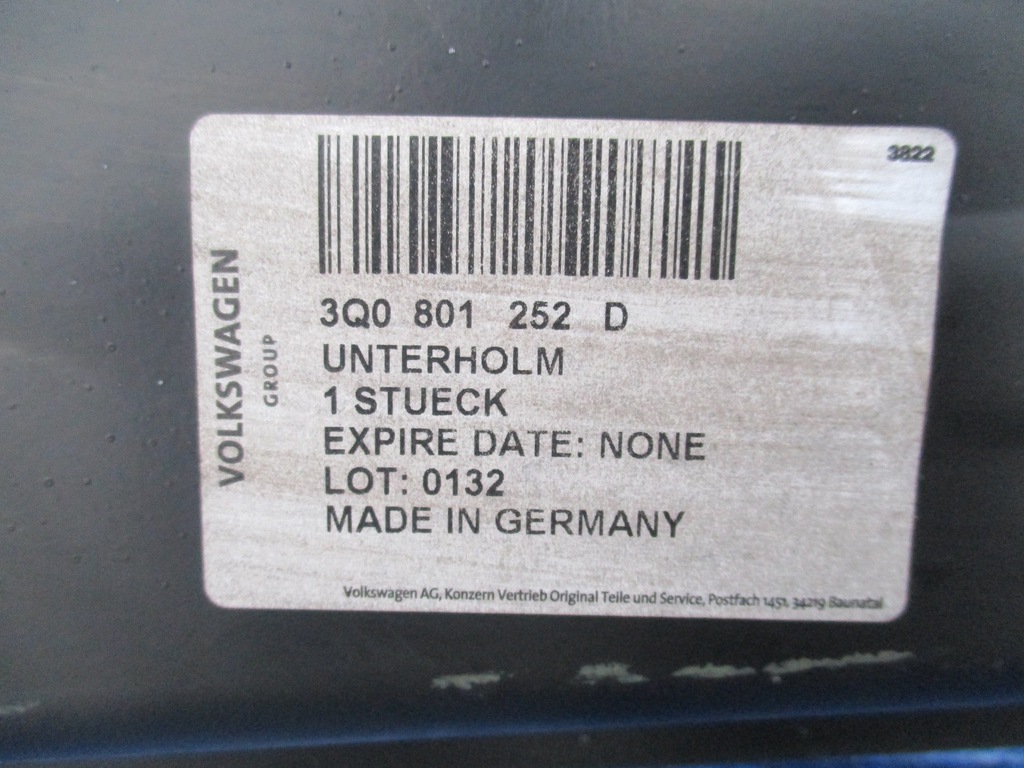 3822
3Q0 801 252 D
UNTERHOLM
1 STUECK
EXPIRE DATE: NONE
LOT: 0132
MADE IN GERMANY
VOLKSWAGEN
GROUP
Volkswagen AG, Konzern Vertrieb Original Teile und Service, Postfach 1451, 34219 Baunatal